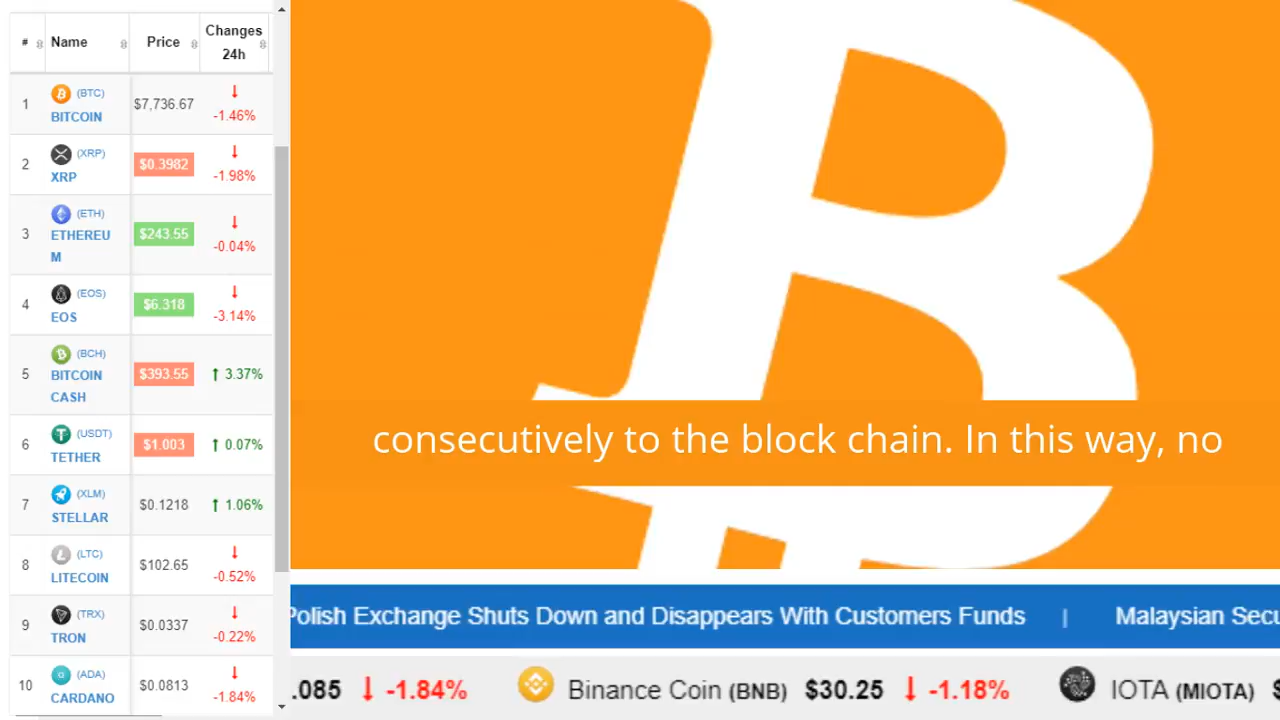 # Name Price Changes 24h
1 (BTC) BITCOIN $7,736.67 -1.46%
2 (XRP) XRP $0.3982 -1.98%
3 (ETH) ETHEREU
M $243.55 -0.04%
4 (EOS) EOS $6.318 -3.14%
5 (BCH) BITCOIN
CASH $393.55 3.37%
6 (USDT) TETHER $1.003 0.07%
7 (XLM) STELLAR $0.1218 1.06%
8 (LTC) LITECOIN $102.65 -0.52%
9 (TRX) TRON $0.0337 -0.22%
10 (ADA) CARDANO $0.0813 -1.84%
consecutively to the block chain. In this way, no
Polish Exchange Shuts Down and Disappears With Customers Funds | Malaysian Secu
.085 -1.84% Binance Coin (BNB) $30.25 -1.18% IOTA (MIOTA) $